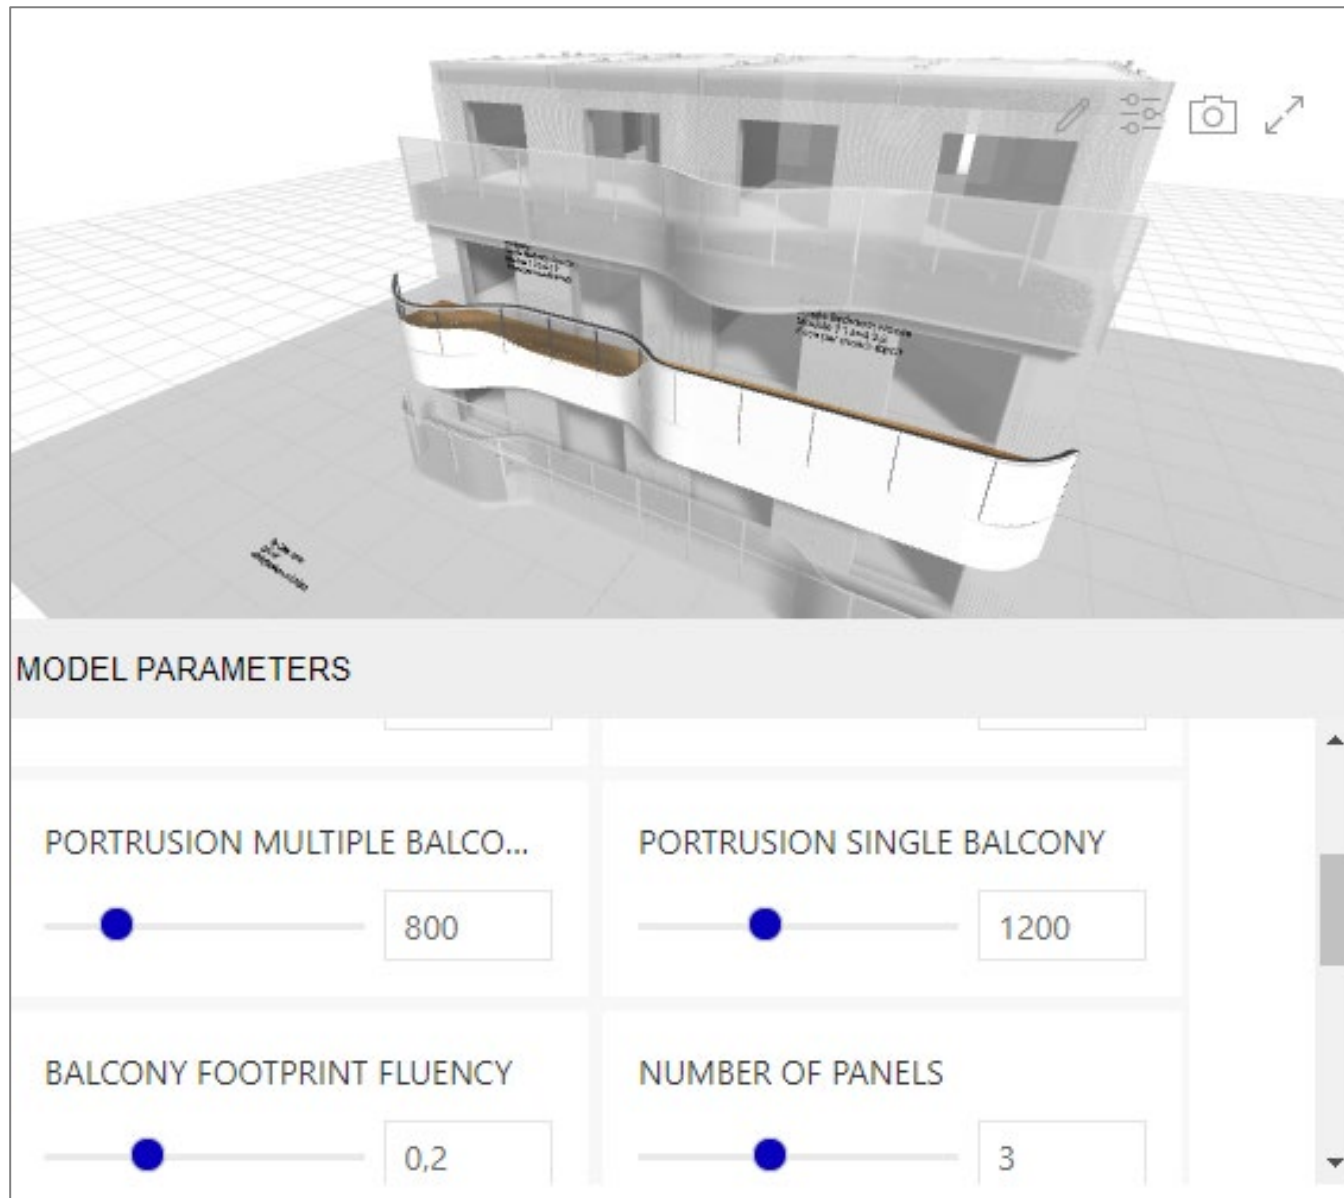 MODEL PARAMETERS
PORTRUSION MULTIPLE BALCO...
PORTRUSION SINGLE BALCONY
800
1200
BALCONY FOOTPRINT FLUENCY
NUMBER OF PANELS
0,2
3